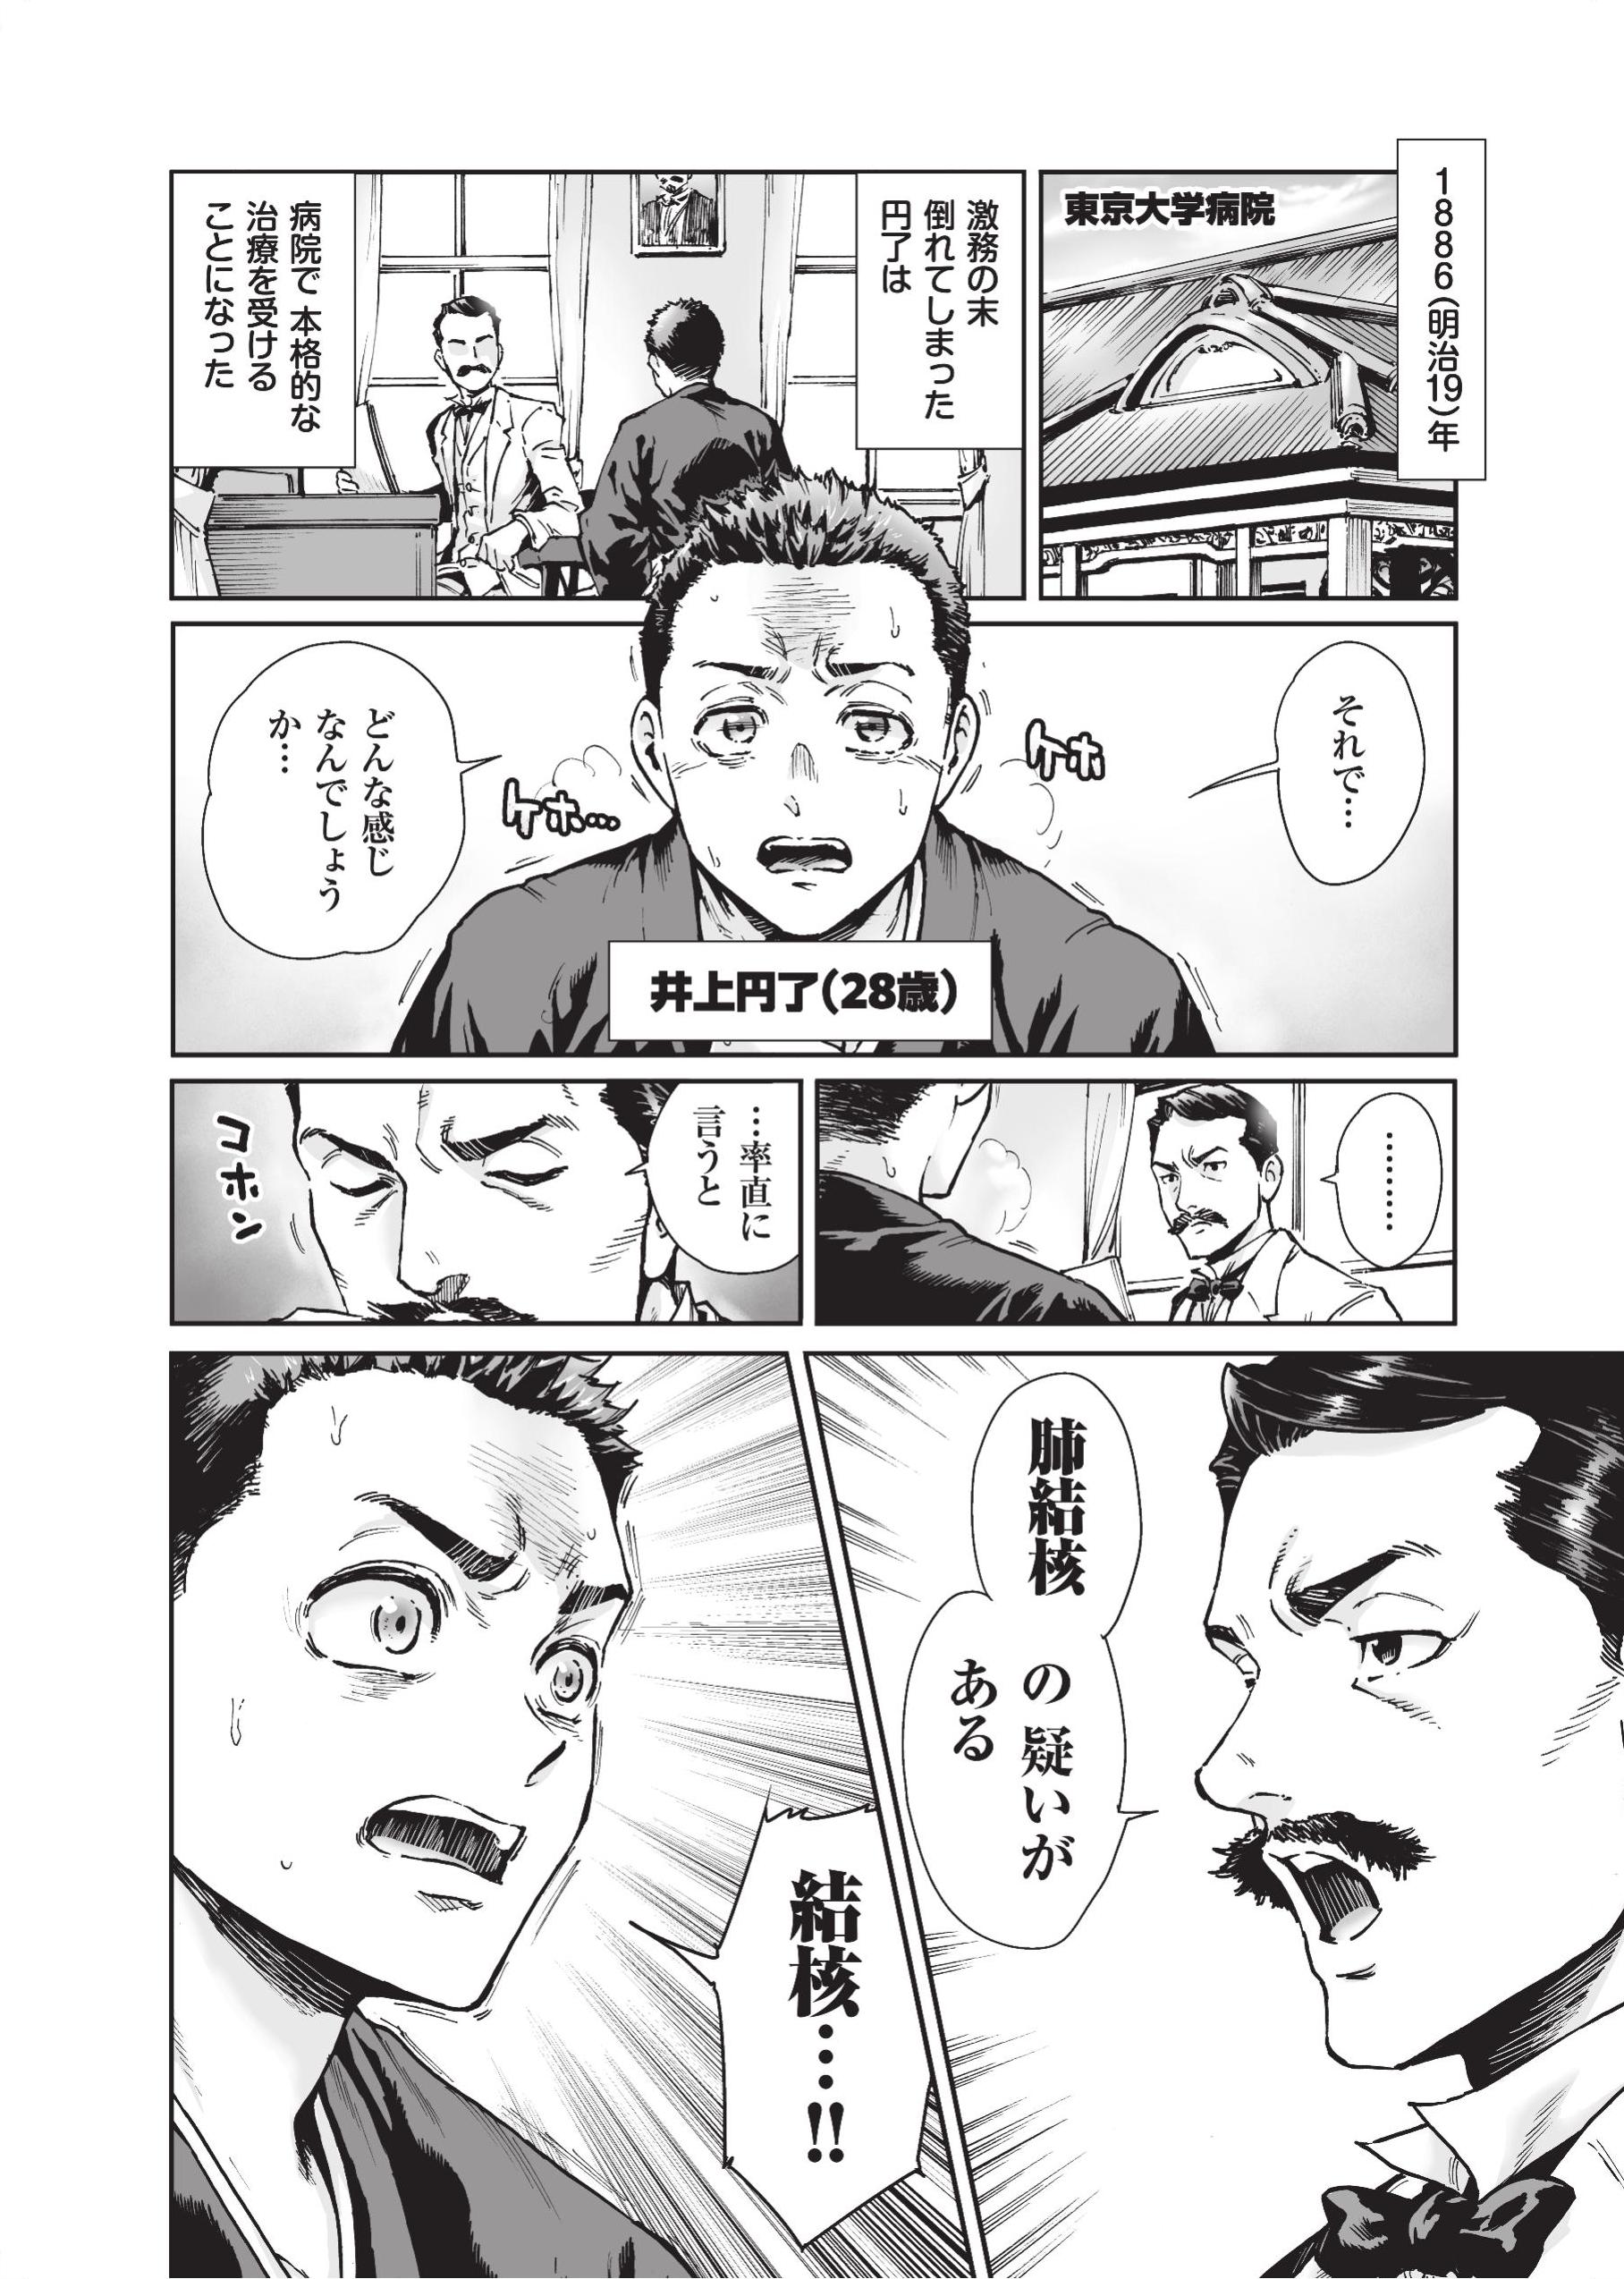 1886(明治19)年
東京大学病院
激務の末
倒れてしまった
円了は
病院で 本格的な
治療を受ける
ことになった
それで…
ケホ
ケホ…
どんな感じ
なんでしょう
か…
井上円了(28歳)
………
…率直に
言うと
コホン
肺結核
の疑いが
ある
結核…!!